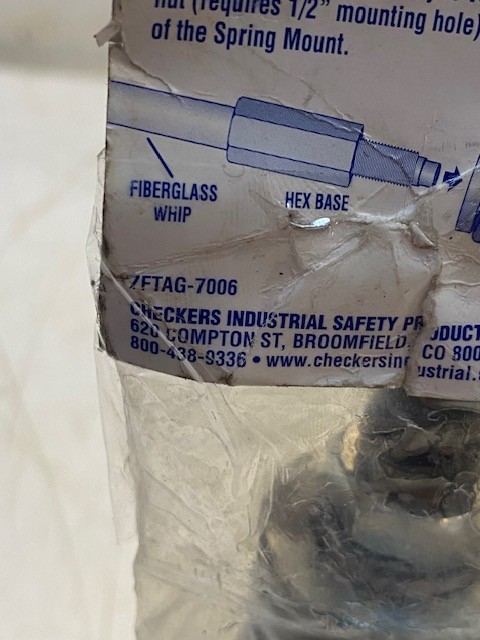 nut (requires 1/2" mounting hole)
of the Spring Mount.
FIBERGLASS
WHIP
HEX BASE
ZFTAG-7006
CHECKERS INDUSTRIAL SAFETY PRODUCT
620 COMPTON ST, BROOMFIELD, CO 800
800-438-9336 • www.checkersindustrial.